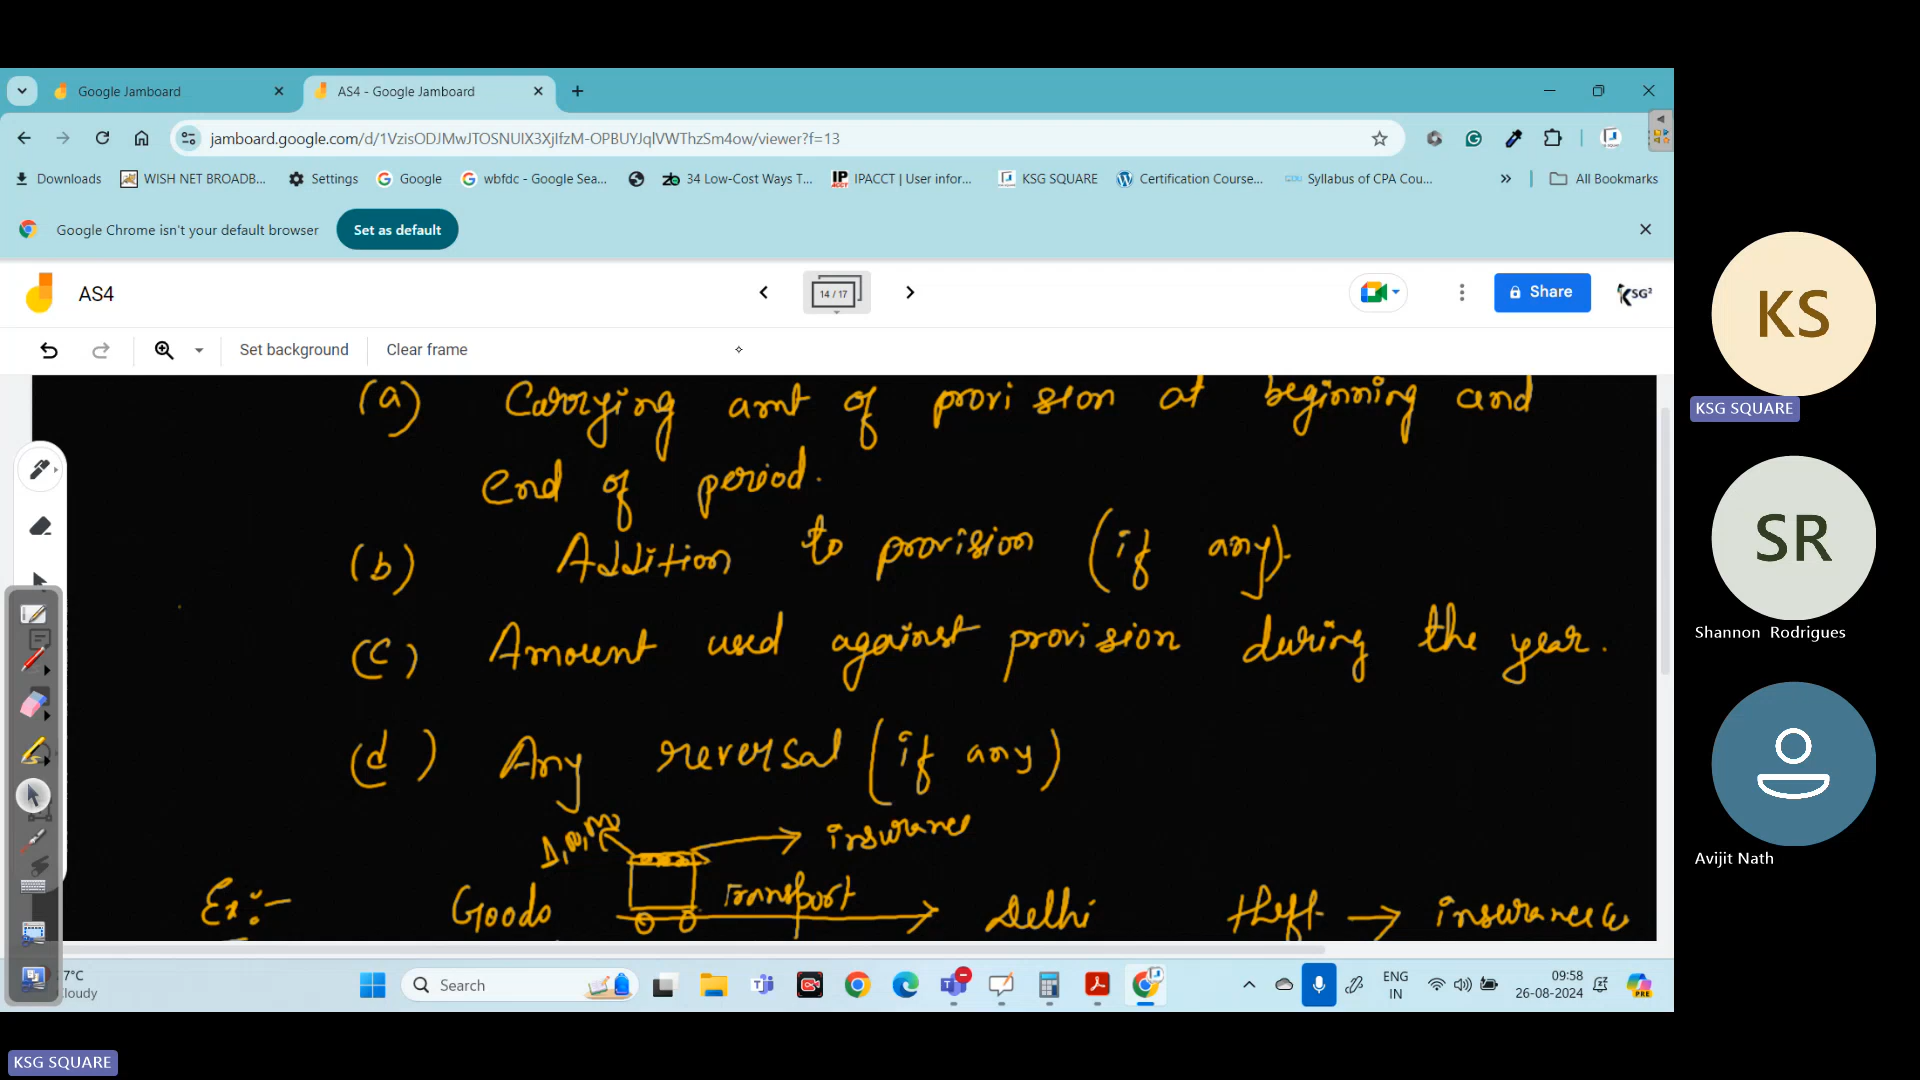 Google Jamboard
AS4 - Google Jamboard
jamboard.google.com/d/1VzisODJMwJTOSNUIX3XjIfzM-OPBUYJqlVWThzSm4ow/viewer?f=13
Downloads WISH NET BROADB... Settings Google wbfdc - Google Sea... 34 Low-Cost Ways T... IPACCT | User infor... KSG SQUARE Certification Course... Syllabus of CPA Cou... All Bookmarks
Google Chrome isn't your default browser Set as default
AS4 14 / 17 Share KSG²
Set background Clear frame
(a) Carrying amt of provision at beginning and
end of period.
(b) Addition to provision (if any).
(c) Amount used against provision during the year.
(d) Any reversal (if any)
insurance
Ex:- Goods Transport Delhi theft → insurance
7°C
Cloudy
Search
ENG
IN
09:58
26-08-2024
PRE
KS
KSG SQUARE
SR
Shannon Rodrigues
Avijit Nath
KSG SQUARE